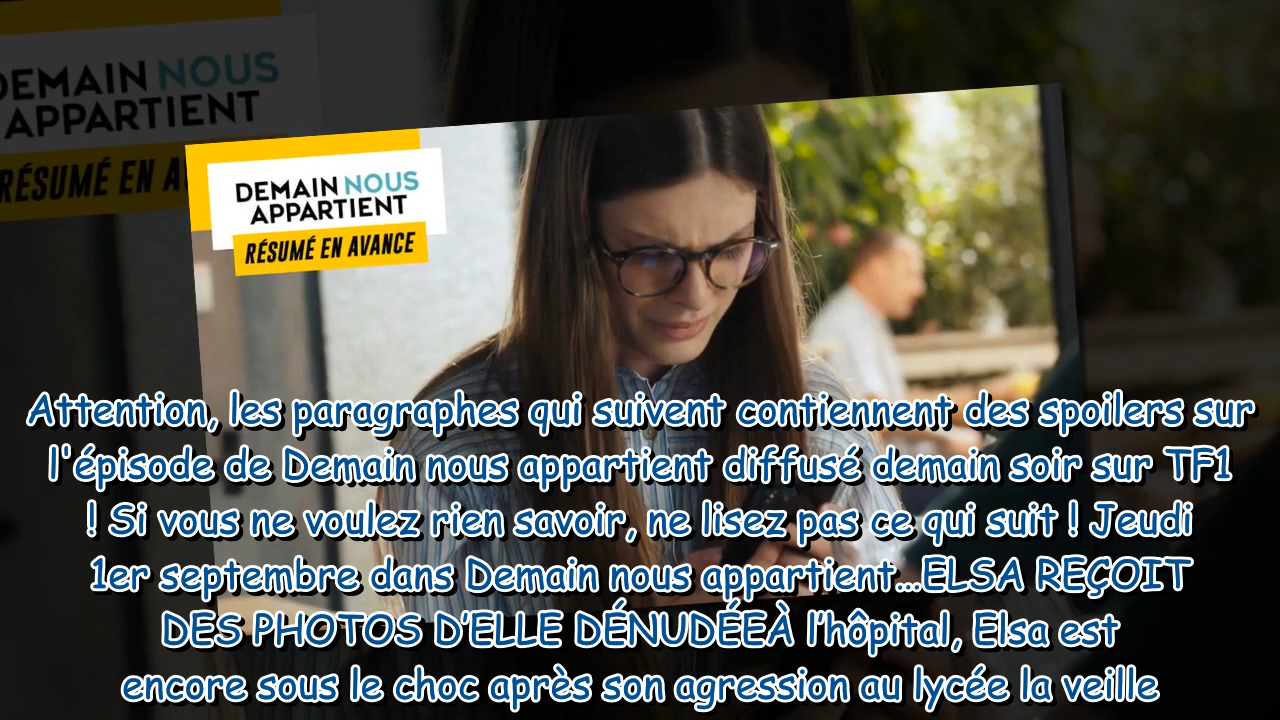 DEMAIN NOUS
APPARTIENT
RÉSUMÉ EN A
DEMAIN NOUS
APPARTIENT
RÉSUMÉ EN AVANCE
Attention, les paragraphes qui suivent contiennent des spoilers sur
l'épisode de Demain nous appartient diffusé demain soir sur TF1
! Si vous ne voulez rien savoir, ne lisez pas ce qui suit ! Jeudi
1er septembre dans Demain nous appartient...ELSA REÇOIT
DES PHOTOS D’ELLE DÉNUDÉEÀ l’hôpital, Elsa est
encore sous le choc après son agression au lycée la veille